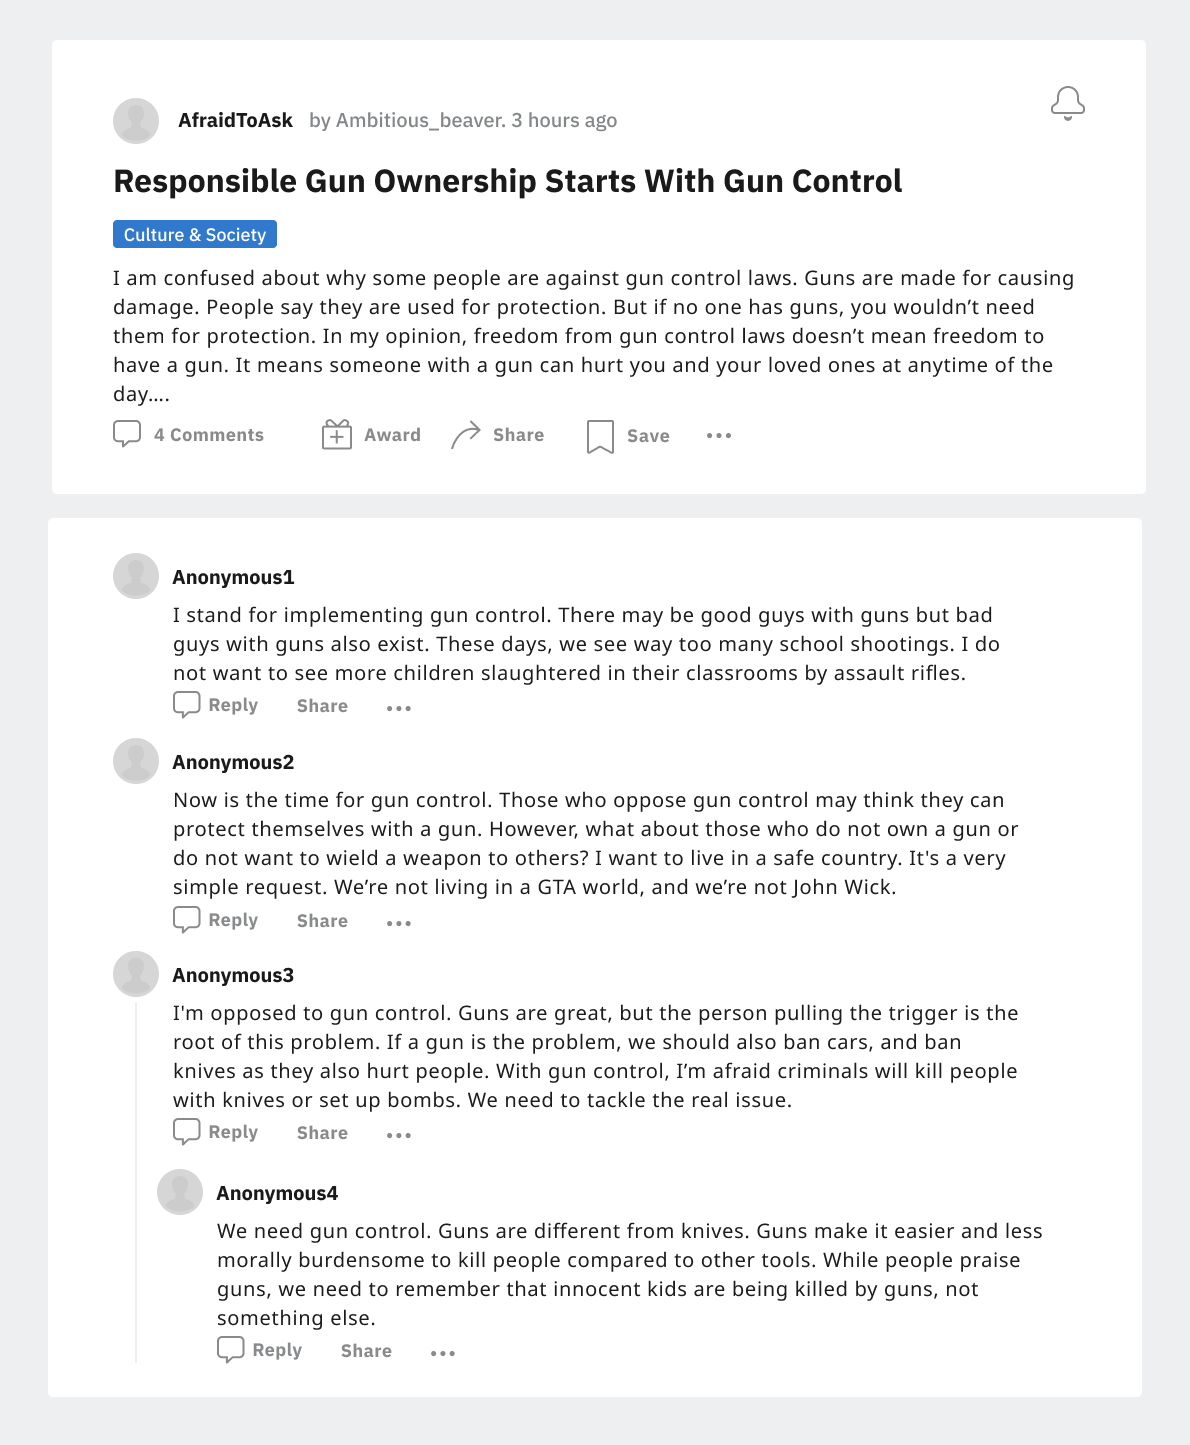 AfraidToAsk by Ambitious_beaver. 3 hours ago
Responsible Gun Ownership Starts With Gun Control
Culture & Society
I am confused about why some people are against gun control laws. Guns are made for causing
damage. People say they are used for protection. But if no one has guns, you wouldn’t need
them for protection. In my opinion, freedom from gun control laws doesn’t mean freedom to
have a gun. It means someone with a gun can hurt you and your loved ones at anytime of the
day....
4 Comments Award Share Save
Anonymous1
I stand for implementing gun control. There may be good guys with guns but bad
guys with guns also exist. These days, we see way too many school shootings. I do
not want to see more children slaughtered in their classrooms by assault rifles.
Reply Share
Anonymous2
Now is the time for gun control. Those who oppose gun control may think they can
protect themselves with a gun. However, what about those who do not own a gun or
do not want to wield a weapon to others? I want to live in a safe country. It's a very
simple request. We’re not living in a GTA world, and we’re not John Wick.
Reply Share
Anonymous3
I'm opposed to gun control. Guns are great, but the person pulling the trigger is the
root of this problem. If a gun is the problem, we should also ban cars, and ban
knives as they also hurt people. With gun control, I’m afraid criminals will kill people
with knives or set up bombs. We need to tackle the real issue.
Reply Share
Anonymous4
We need gun control. Guns are different from knives. Guns make it easier and less
morally burdensome to kill people compared to other tools. While people praise
guns, we need to remember that innocent kids are being killed by guns, not
something else.
Reply Share